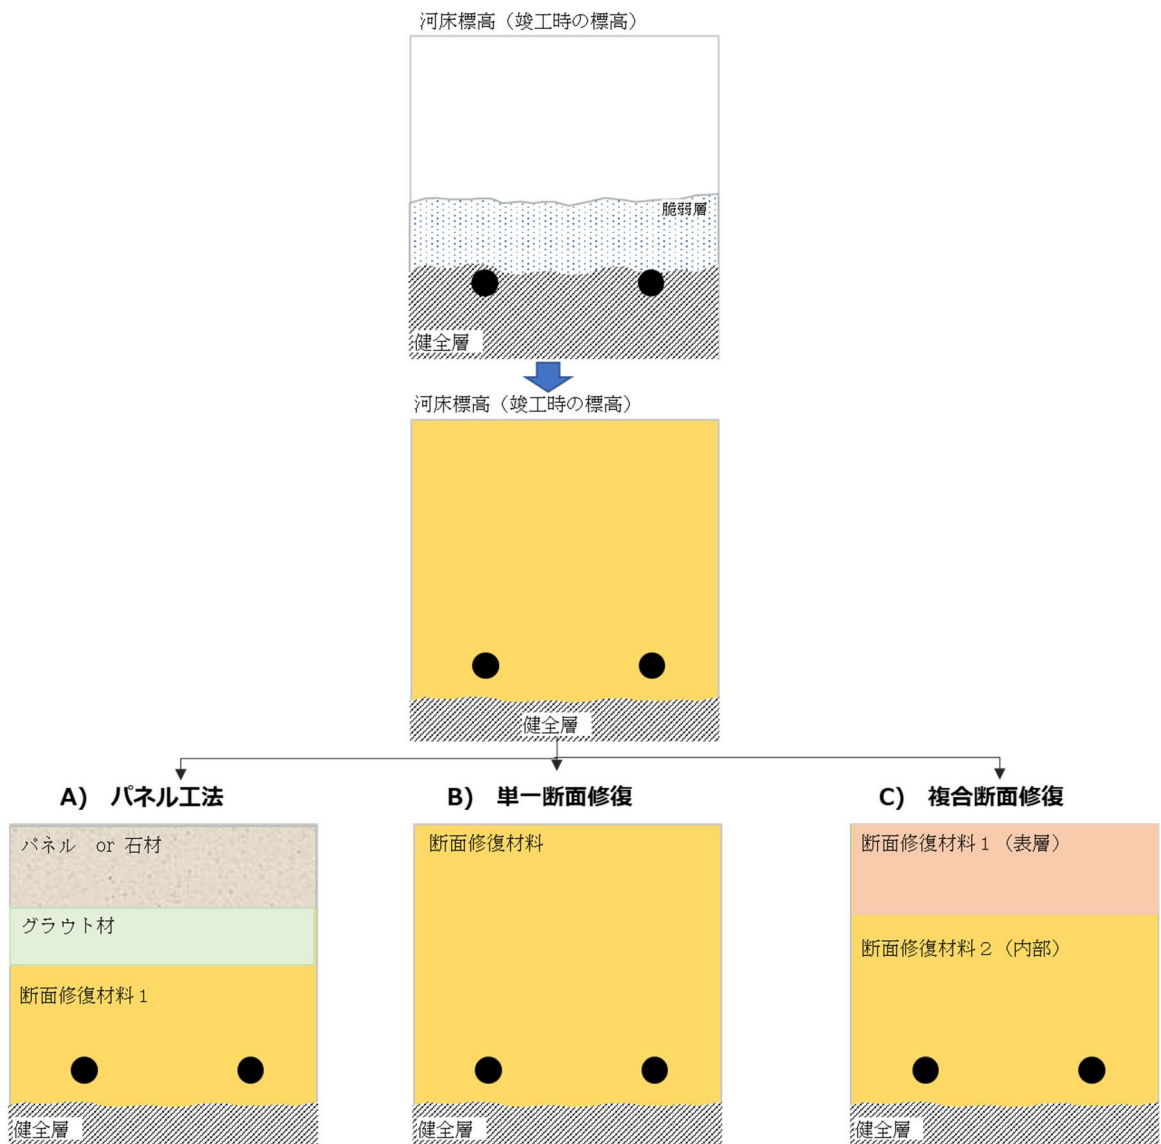 河床標高（竣工時の標高）
脆弱層
健全層
河床標高（竣工時の標高）
健全層
A) パネル工法
B) 単一断面修復
C) 複合断面修復
パネル or 石材
グラウト材
断面修復材料１
健全層
断面修復材料
健全層
断面修復材料１（表層）
断面修復材料２（内部）
健全層